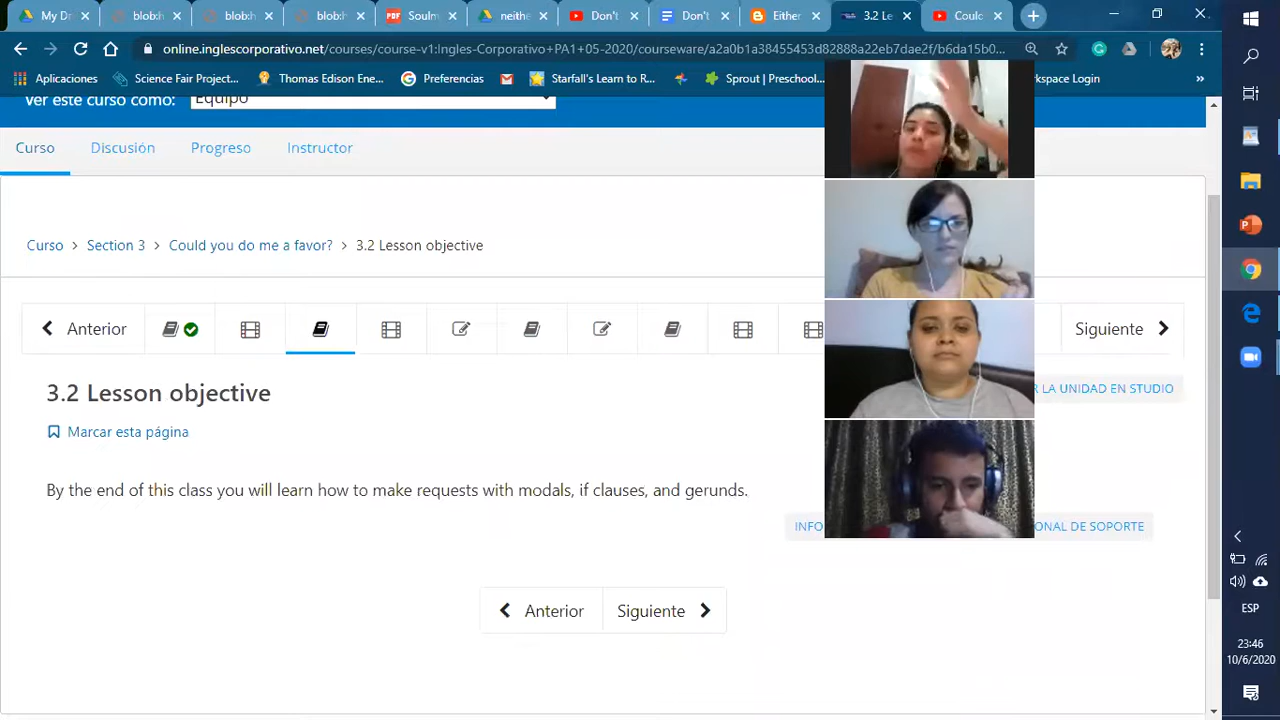 My Di
blob:h
blob:h
blob:h
PDF SoulnV
neithe
Don't
Don't
Either
3.2 Le
Coulc
online.inglescorporativo.net/courses/course-v1:Ingles-Corporativo+PA1+05-2020/courseware/a2a0b1a38455453d82888a22eb7dae2f/b6da15b0...
Aplicaciones
Science Fair Project...
Thomas Edison Ene...
Preferencias
Starfall's Learn to R...
Sprout | Preschool...
rkspace Login
»
Ver este curso como:
Equipo
Curso
Discusión
Progreso
Instructor
Curso > Section 3 > Could you do me a favor? > 3.2 Lesson objective
Anterior
Siguiente
R LA UNIDAD EN STUDIO
3.2 Lesson objective
Marcar esta página
By the end of this class you will learn how to make requests with modals, if clauses, and gerunds.
INFO
ONAL DE SOPORTE
Anterior
Siguiente
ESP
23:46
10/6/2020